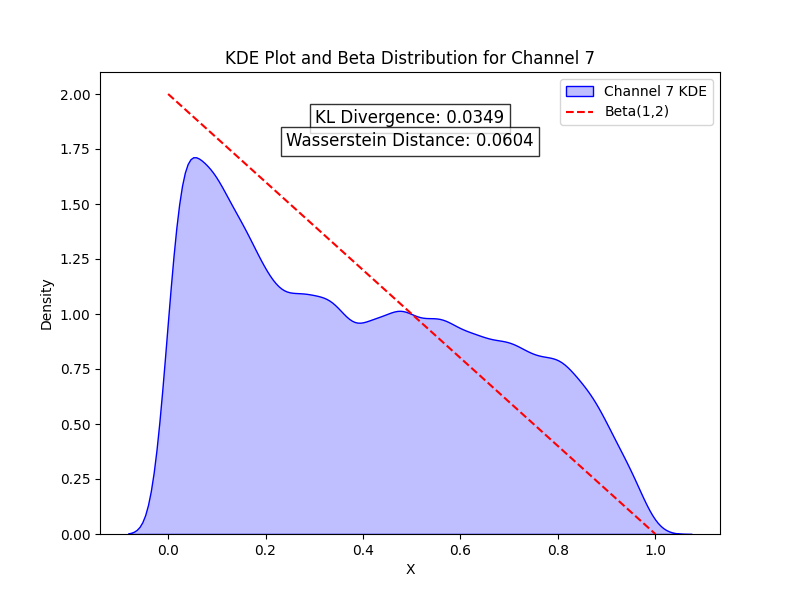 KDE Plot and Beta Distribution for Channel 7
KL Divergence: 0.0349
Wasserstein Distance: 0.0604
Channel 7 KDE
Beta(1,2)
Density
2.00
1.75
1.50
1.25
1.00
0.75
0.50
0.25
0.00
0.0 0.2 0.4 0.6 0.8 1.0
X